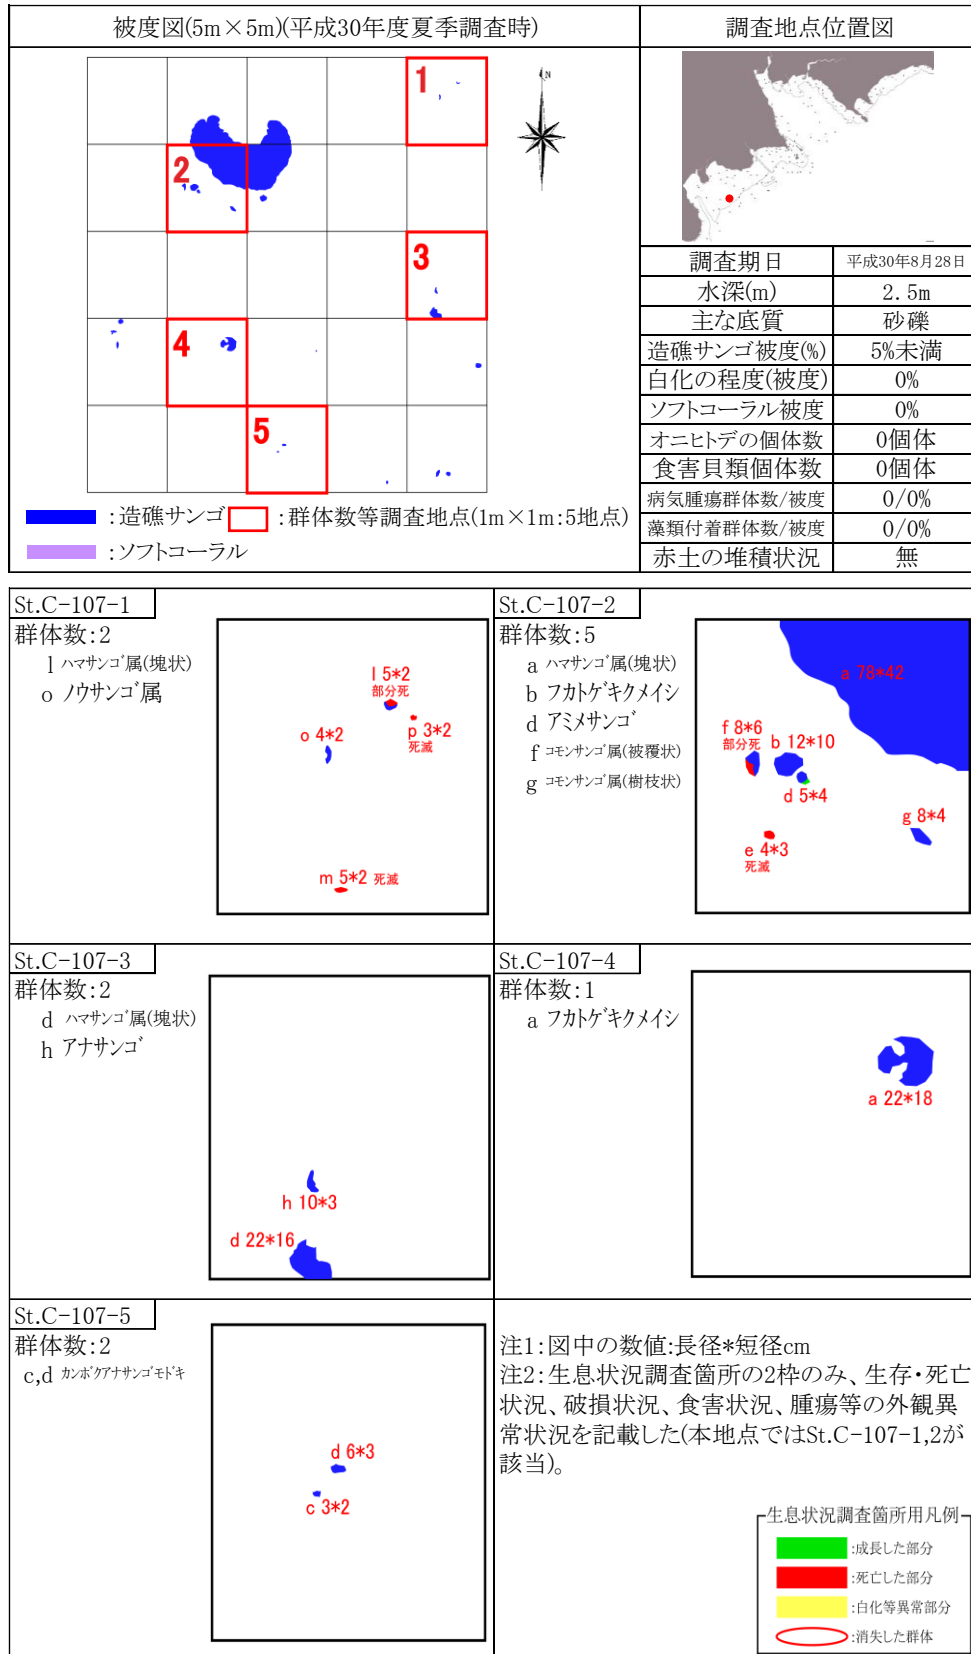 被度図(5m×5m)(平成30年度夏季調査時)
調査地点位置図
1
2
3
4
5
N
:造礁サンゴ
:群体数等調査地点(1m×1m:5地点)
:ソフトコーラル
調査期日 平成30年8月28日
水深(m) 2.5m
主な底質 砂礫
造礁サンゴ被度(%) 5%未満
白化の程度(被度) 0%
ソフトコーラル被度 0%
オニヒトデの個体数 0個体
食害貝類個体数 0個体
病気腫瘍群体数/被度 0/0%
藻類付着群体数/被度 0/0%
赤土の堆積状況 無
St.C-107-1
群体数:2
l ハマサンゴ属(塊状)
o ノウサンゴ属
l 5*2
部分死
p 3*2
死滅
o 4*2
m 5*2 死滅
St.C-107-2
群体数:5
a ハマサンゴ属(塊状)
b フカトゲキクメイシ
d アミメサンゴ
f コモンサンゴ属(被覆状)
g コモンサンゴ属(樹枝状)
a 78*42
f 8*6
部分死
b 12*10
d 5*4
g 8*4
e 4*3
死滅
St.C-107-3
群体数:2
d ハマサンゴ属(塊状)
h アナサンゴ
h 10*3
d 22*16
St.C-107-4
群体数:1
a フカトゲキクメイシ
a 22*18
St.C-107-5
群体数:2
c,d カンボクアナサンゴモドキ
d 6*3
c 3*2
注1:図中の数値:長径*短径cm
注2:生息状況調査箇所の2枠のみ、生存・死亡
状況、破損状況、食害状況、腫瘍等の外観異
常状況を記載した(本地点ではSt.C-107-1,2が
該当)。
生息状況調査箇所用凡例
:成長した部分
:死亡した部分
:白化等異常部分
:消失した群体